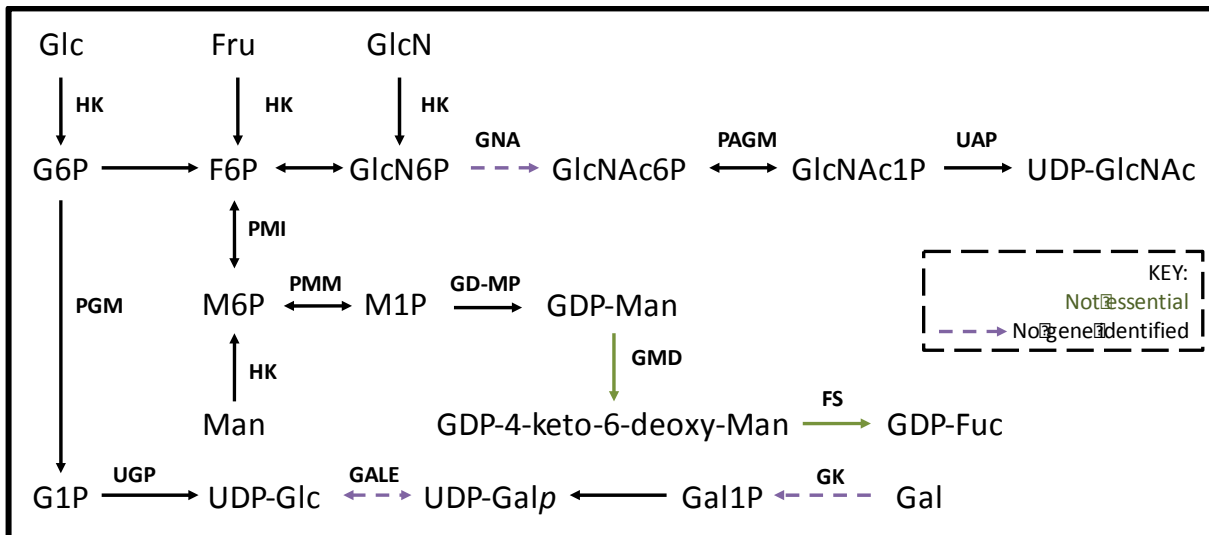 Glc Fru GlcN
HK HK HK
GNA PAGM UAP
G6P F6P GlcN6P GlcNAc6P GlcNAc1P UDP-GlcNAc
PMI
KEY:
PMM GD-MP
PGM M6P M1P GDP-Man
Not essential
No gene identified
GMD
HK
FS
Man GDP-4-keto-6-deoxy-Man GDP-Fuc
UGP GALE GK
G1P UDP-Glc UDP-Galp Gal1P Gal